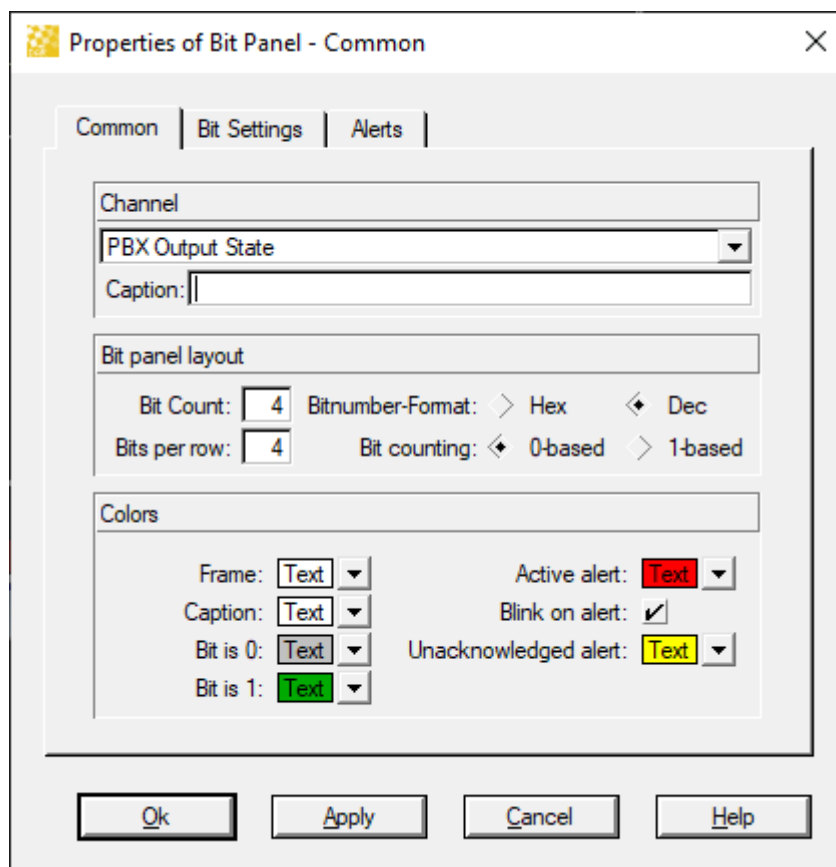 Properties of Bit Panel - Common
Common Bit Settings Alerts
Channel
PBX Output State
Caption:
Bit panel layout
Bit Count: 4 Bitnumber-Format: Hex Dec
Bits per row: 4 Bit counting: 0-based 1-based
Colors
Frame: Text Active alert: Text
Caption: Text Blink on alert:
Bit is 0: Text Unacknowledged alert: Text
Bit is 1: Text
Ok Apply Cancel Help